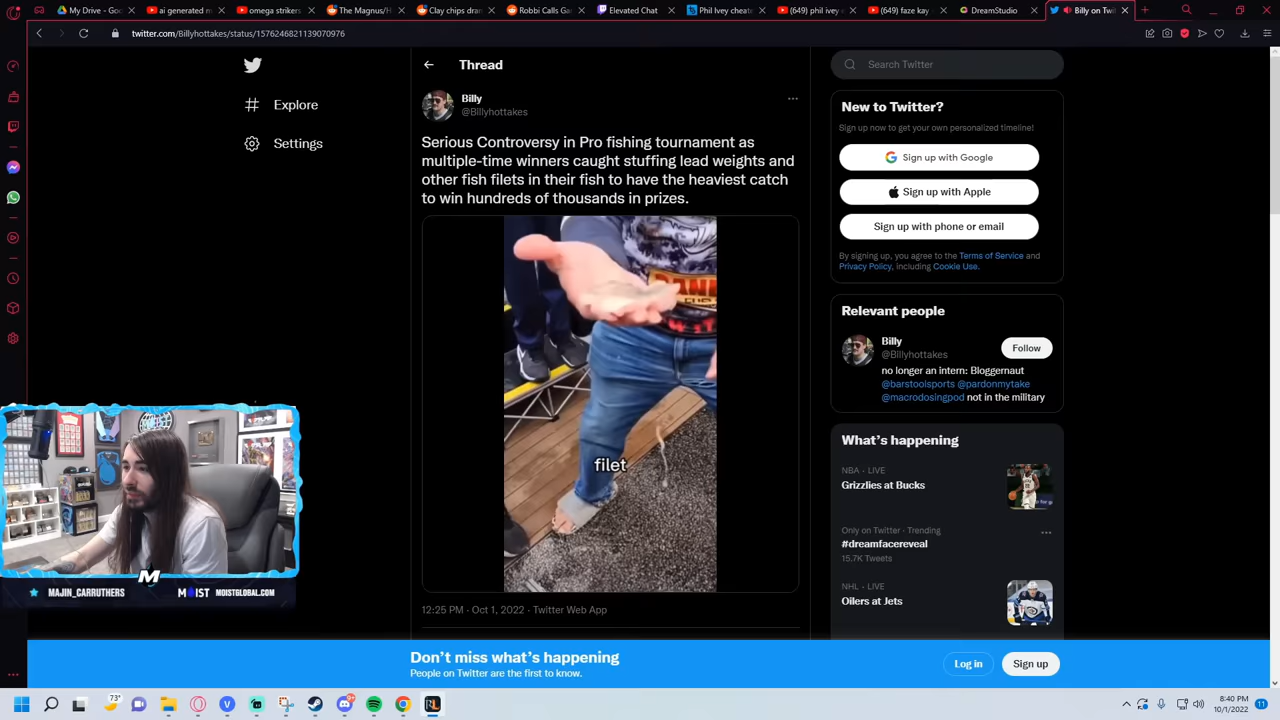 My Drive - Goo
ai generated m
omega strikers
The Magnus/H
Clay chips dram
Robbi Calls Ga
Elevated Chat
Phil Ivey cheat
(649) phil ivey
(649) faze kay
DreamStudio
Billy on Twi
twitter.com/Billyhottakes/status/1576246821139070976
Explore
Settings
Thread
Billy
@Billyhottakes
Serious Controversy in Pro fishing tournament as
multiple-time winners caught stuffing lead weights and
other fish filets in their fish to have the heaviest catch
to win hundreds of thousands in prizes.
filet
12:25 PM · Oct 1, 2022 · Twitter Web App
Search Twitter
New to Twitter?
Sign up now to get your own personalized timeline!
Sign up with Google
Sign up with Apple
Sign up with phone or email
By signing up, you agree to the Terms of Service and
Privacy Policy, including Cookie Use.
Relevant people
Billy
@Billyhottakes
Follow
no longer an intern: Bloggernaut
@barstoolsports @pardonmytake
@macrodosingpod not in the military
What's happening
NBA · LIVE
Grizzlies at Bucks
Only on Twitter · Trending
#dreamfacereveal
15.7K Tweets
NHL · LIVE
Oilers at Jets
M
MAJIN_CARRUTHERS
MOIST
MOISTGLOBAL.COM
Don't miss what's happening
People on Twitter are the first to know.
Log in
Sign up
73°
8:40 PM
10/1/2022
11